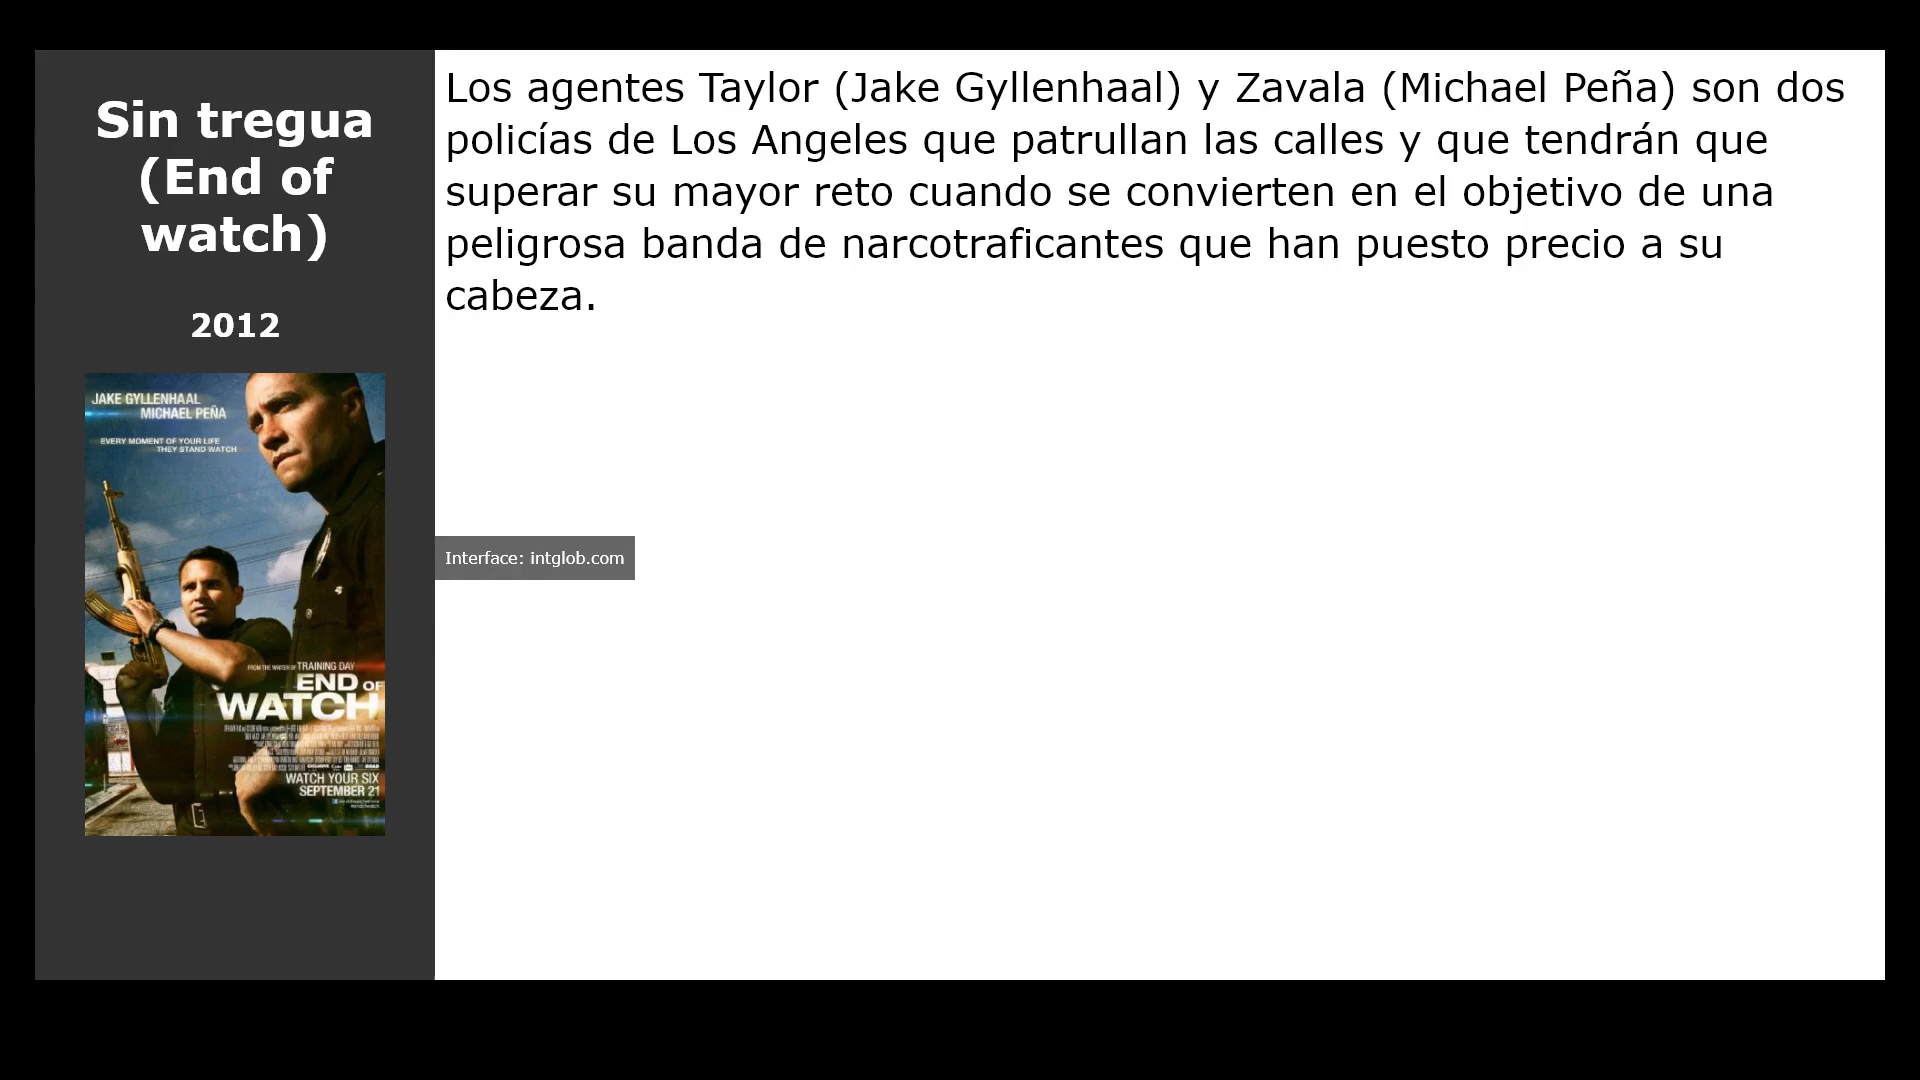 Sin tregua
(End of
watch)
2012
JAKE GYLLENHAAL
MICHAEL PEÑA
EVERY MOMENT OF YOUR LIFE
THEY STAND WATCH
FROM THE WRITER OF TRAINING DAY
END OF
WATCH
WATCH YOUR SIX
SEPTEMBER 21
Los agentes Taylor (Jake Gyllenhaal) y Zavala (Michael Peña) son dos
policías de Los Angeles que patrullan las calles y que tendrán que
superar su mayor reto cuando se convierten en el objetivo de una
peligrosa banda de narcotraficantes que han puesto precio a su
cabeza.
Interface: intglob.com